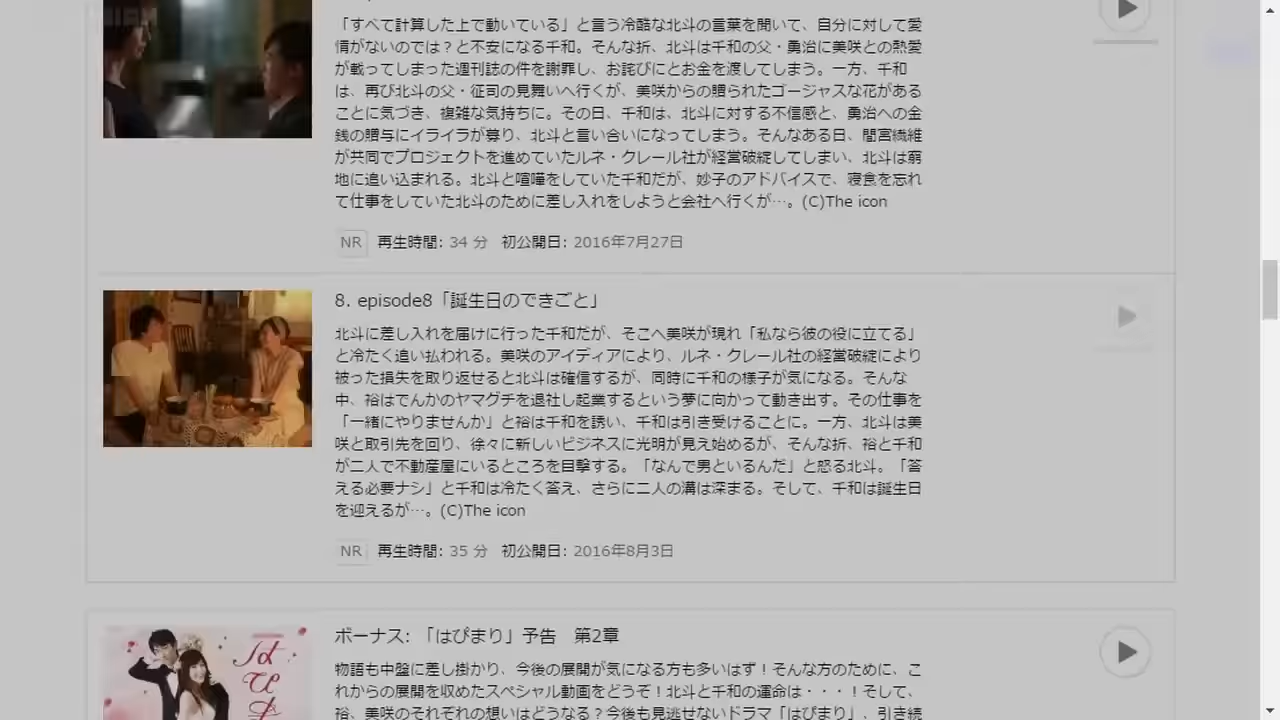 「すべて計算した上で動いている」と言う冷酷な北斗の言葉を聞いて、自分に対して愛
情がないのでは？と不安になる千和。そんな折、北斗は千和の父・勇治に美咲との熱愛
が載ってしまった週刊誌の件を謝罪し、お詫びにとお金を渡してしまう。一方、千和
は、再び北斗の父・征司の見舞いへ行くが、美咲からの贈られたゴージャスな花がある
ことに気づき、複雑な気持ちに。その日、千和は、北斗に対する不信感と、勇治への金
銭の贈与にイライラが募り、北斗と言い合いになってしまう。そんなある日、間宮繊維
が共同でプロジェクトを進めていたルネ・クレール社が経営破綻してしまい、北斗は窮
地に追い込まれる。北斗と喧嘩をしていた千和だが、妙子のアドバイスで、寝食を忘れ
て仕事をしていた北斗のために差し入れをしようと会社へ行くが…。(C)The icon
NR 再生時間: 34 分 初公開日: 2016年7月27日
8. episode8「誕生日のできごと」
北斗に差し入れを届けに行った千和だが、そこへ美咲が現れ「私なら彼の役に立てる」
と冷たく追い払われる。美咲のアイディアにより、ルネ・クレール社の経営破綻により
被った損失を取り返せると北斗は確信するが、同時に千和の様子が気になる。そんな
中、裕はでんかのヤマグチを退社し起業するという夢に向かって動き出す。その仕事を
「一緒にやりませんか」と裕は千和を誘い、千和は引き受けることに。一方、北斗は美
咲と取引先を回り、徐々に新しいビジネスに光明が見え始めるが、そんな折、裕と千和
が二人で不動産屋にいるところを目撃する。「なんで男といるんだ」と怒る北斗。「答
える必要ナシ」と千和は冷たく答え、さらに二人の溝は深まる。そして、千和は誕生日
を迎えるが…。(C)The icon
NR 再生時間: 35 分 初公開日: 2016年8月3日
ボーナス: 「はぴまり」予告 第2章
物語も中盤に差し掛かり、今後の展開が気になる方も多いはず！そんな方のために、こ
れからの展開を収めたスペシャル動画をどうぞ！北斗と千和の運命は・・・！そして、
裕、美咲のそれぞれの想いはどうなる？今後も見逃せないドラマ「はぴまり」、引き続
はぴま